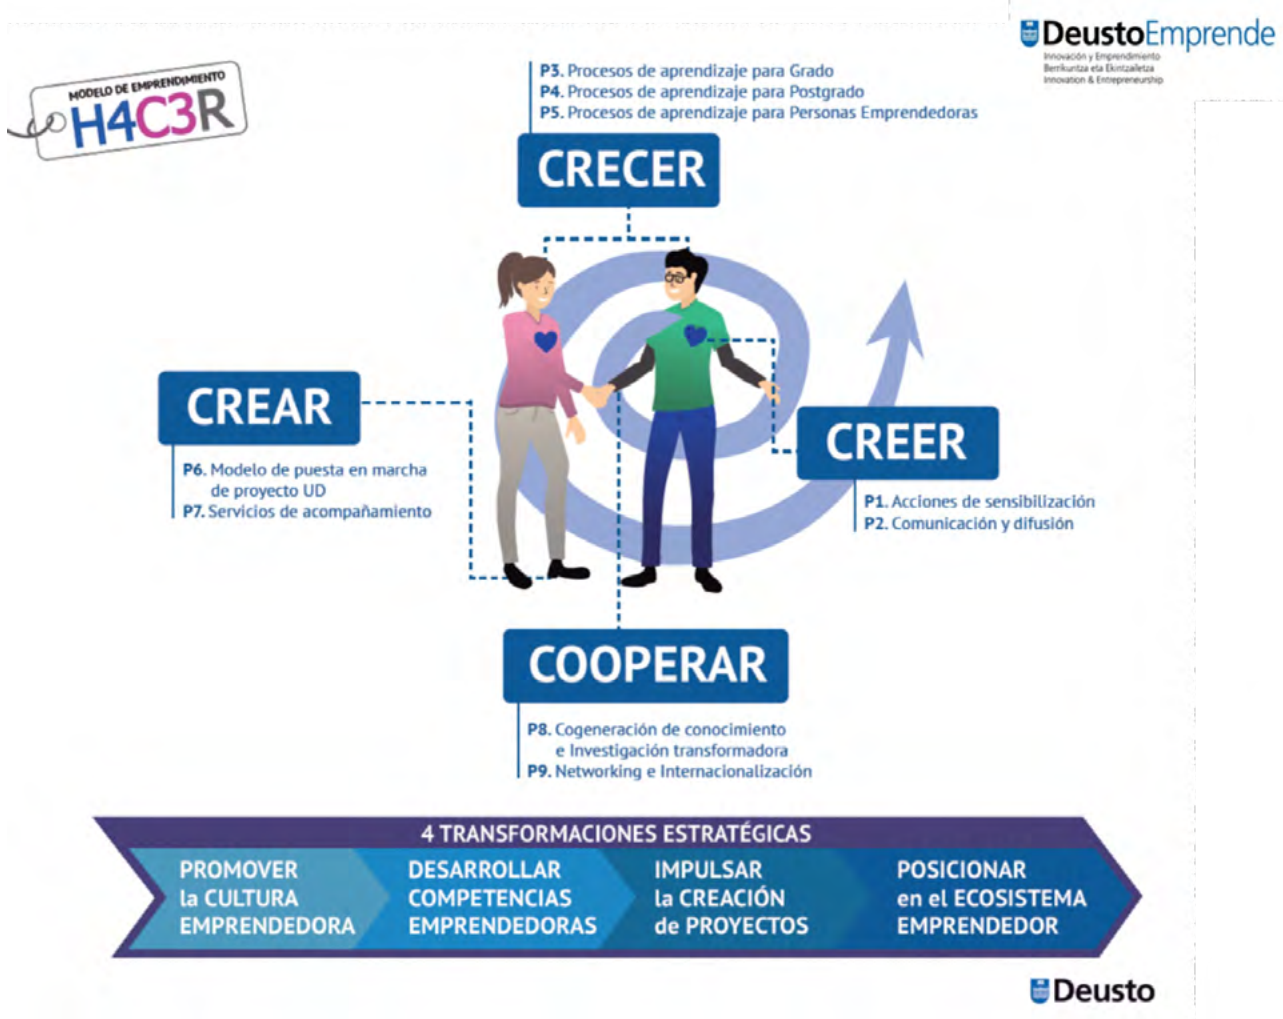 DeustoEmprende
Innovación y Emprendimiento
Berrikuntza eta Ekintzailetza
Innovation & Entrepreneurship
MODELO DE EMPRENDIMIENTO
H4C3R
P3. Procesos de aprendizaje para Grado
P4. Procesos de aprendizaje para Postgrado
P5. Procesos de aprendizaje para Personas Emprendedoras
CRECER
CREAR
P6. Modelo de puesta en marcha
de proyecto UD
P7. Servicios de acompañamiento
CREER
P1. Acciones de sensibilización
P2. Comunicación y difusión
COOPERAR
P8. Cogeneración de conocimiento
e Investigación transformadora
P9. Networking e Internacionalización
4 TRANSFORMACIONES ESTRATÉGICAS
PROMOVER
la CULTURA
EMPRENDEDORA
DESARROLLAR
COMPETENCIAS
EMPRENDEDORAS
IMPULSAR
la CREACIÓN
de PROYECTOS
POSICIONAR
en el ECOSISTEMA
EMPRENDEDOR
Deusto